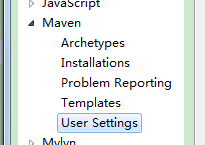 JavaScript
Maven
Archetypes
Installations
Problem Reporting
Templates
User Settings
Mylyn